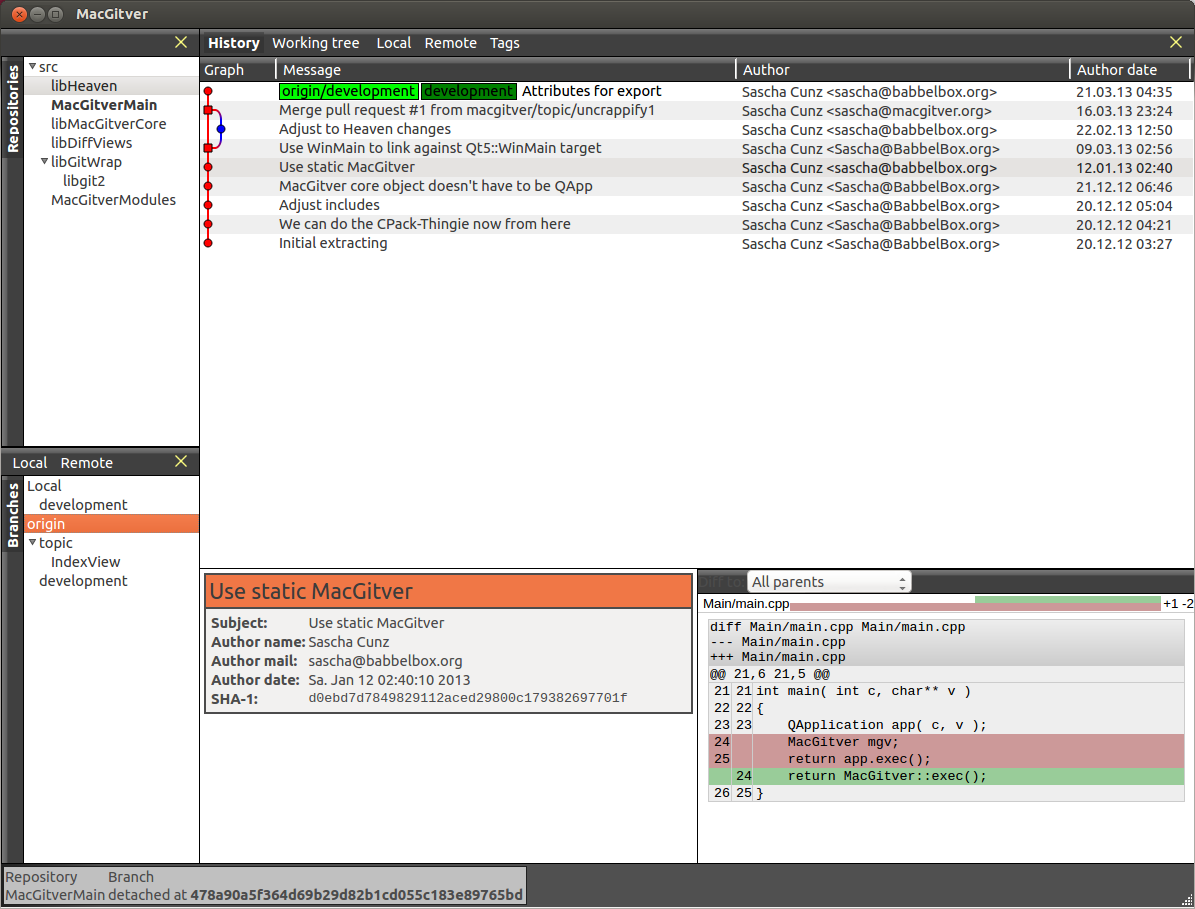 MacGitver
History Working tree Local Remote Tags
Repositories
src
libHeaven
MacGitverMain
libMacGitverCore
libDiffViews
libGitWrap
libgit2
MacGitverModules
Graph Message Author Author date
origin/development development Attributes for export Sascha Cunz <sascha@babbelbox.org> 21.03.13 04:35
Merge pull request #1 from macgitver/topic/uncrappify1 Sascha Cunz <sascha@macgitver.org> 16.03.13 23:24
Adjust to Heaven changes Sascha Cunz <sascha@babbelbox.org> 22.02.13 12:50
Use WinMain to link against Qt5::WinMain target Sascha Cunz <Sascha@BabbelBox.org> 09.03.13 02:56
Use static MacGitver Sascha Cunz <sascha@babbelbox.org> 12.01.13 02:40
MacGitver core object doesn't have to be QApp Sascha Cunz <Sascha@BabbelBox.org> 21.12.12 06:46
Adjust includes Sascha Cunz <Sascha@BabbelBox.org> 20.12.12 05:04
We can do the CPack-Thingie now from here Sascha Cunz <Sascha@BabbelBox.org> 20.12.12 04:21
Initial extracting Sascha Cunz <Sascha@BabbelBox.org> 20.12.12 03:27
Local Remote
Branches
Local
development
origin
topic
IndexView
development
Use static MacGitver
Subject: Use static MacGitver
Author name: Sascha Cunz
Author mail: sascha@babbelbox.org
Author date: Sa. Jan 12 02:40:10 2013
SHA-1: d0ebd7d7849829112aced29800c179382697701f
Diff to All parents
Main/main.cpp +1 -2
diff Main/main.cpp Main/main.cpp
--- Main/main.cpp
+++ Main/main.cpp
@@ 21,6 21,5 @@
21 21 int main( int c, char** v )
22 22 {
23 23 QApplication app( c, v );
24 MacGitver mgv;
25 return app.exec();
24 return MacGitver::exec();
26 25 }
Repository Branch
MacGitverMain detached at 478a90a5f364d69b29d82b1cd055c183e89765bd